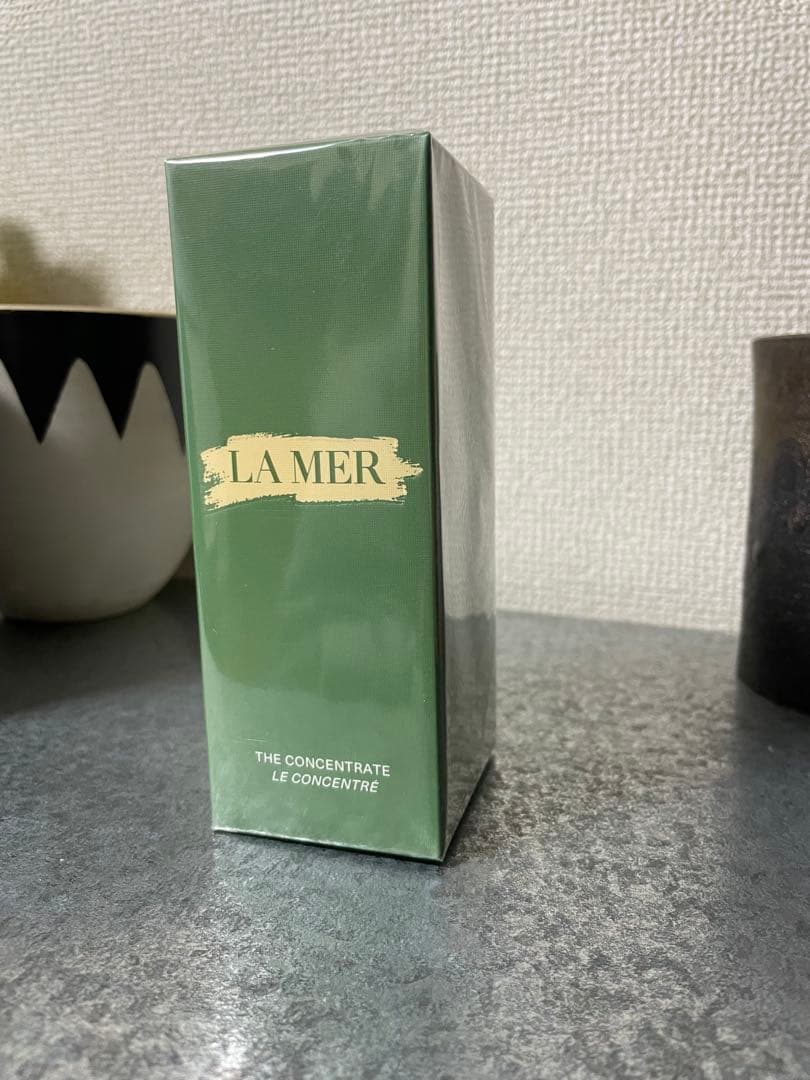 LA MER
THE CONCENTRATE
LE CONCENTRÉ